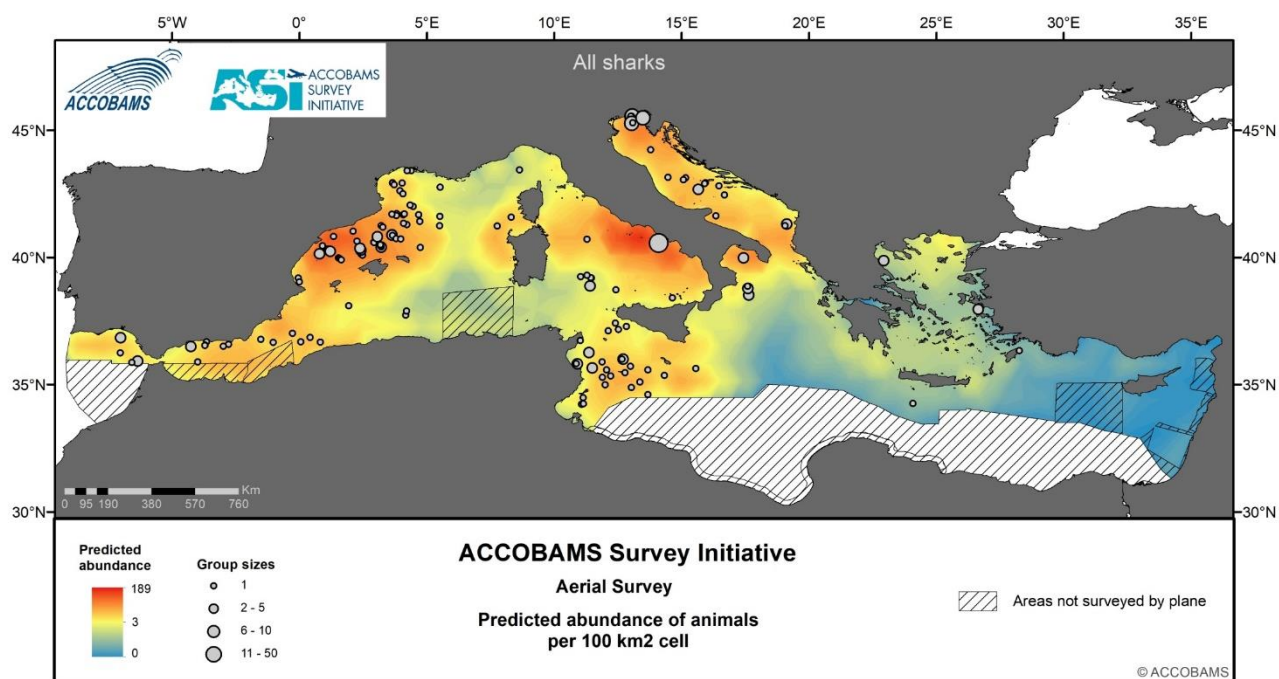 5°W 0° 5°E 10°E 15°E 20°E 25°E 30°E 35°E
ACCOBAMS
ASI ACCOBAMS
SURVEY
INITIATIVE
All sharks
45°N 45°N
40°N 40°N
35°N 35°N
30°N 30°N
Km
0 95 190 380 570 760
Predicted
abundance
189
3
0
Group sizes
1
2 - 5
6 - 10
11 - 50
ACCOBAMS Survey Initiative
Aerial Survey
Predicted abundance of animals
per 100 km2 cell
Areas not surveyed by plane
© ACCOBAMS